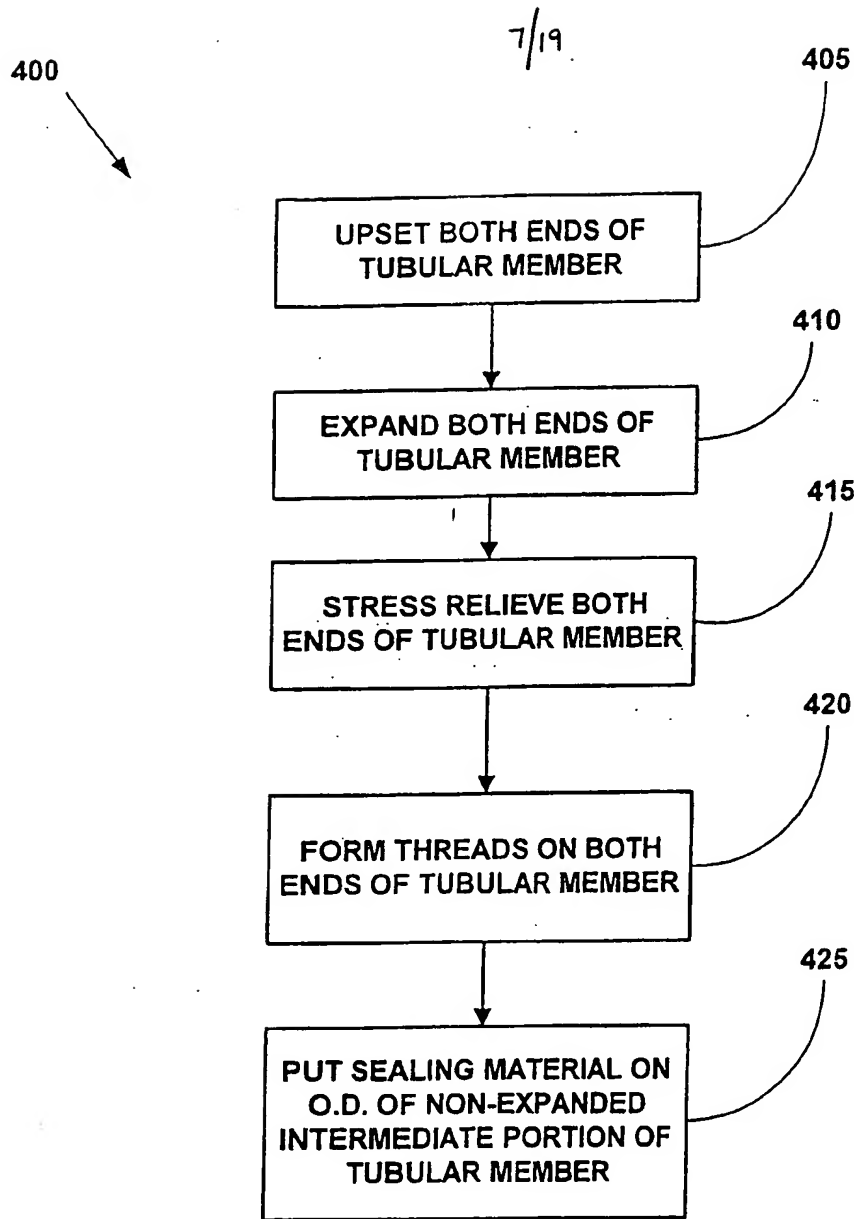 7/19
400
405
UPSET BOTH ENDS OF
TUBULAR MEMBER
410
EXPAND BOTH ENDS OF
TUBULAR MEMBER
415
STRESS RELIEVE BOTH
ENDS OF TUBULAR MEMBER
420
FORM THREADS ON BOTH
ENDS OF TUBULAR MEMBER
425
PUT SEALING MATERIAL ON
O.D. OF NON-EXPANDED
INTERMEDIATE PORTION OF
TUBULAR MEMBER